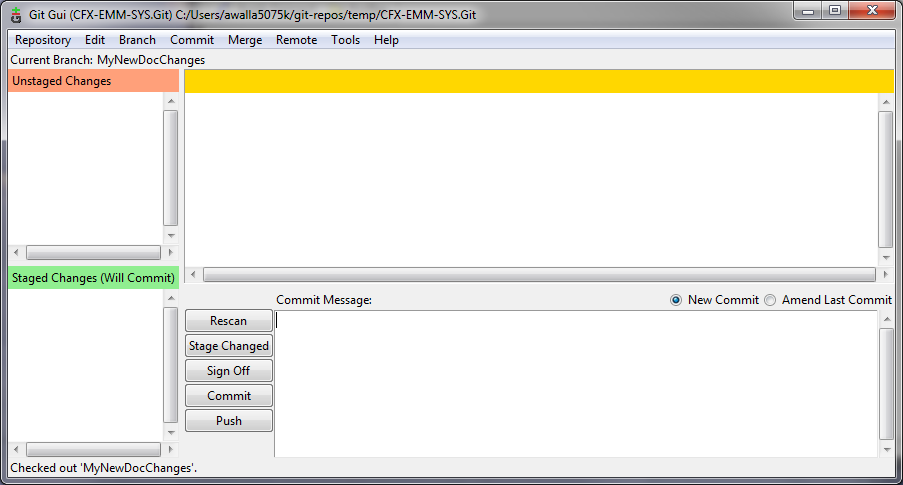 Git Gui (CFX-EMM-SYS.Git) C:/Users/awalla5075k/git-repos/temp/CFX-EMM-SYS.Git
Repository Edit Branch Commit Merge Remote Tools Help
Current Branch: MyNewDocChanges
Unstaged Changes
Staged Changes (Will Commit)
Commit Message: New Commit Amend Last Commit
Rescan
Stage Changed
Sign Off
Commit
Push
Checked out 'MyNewDocChanges'.